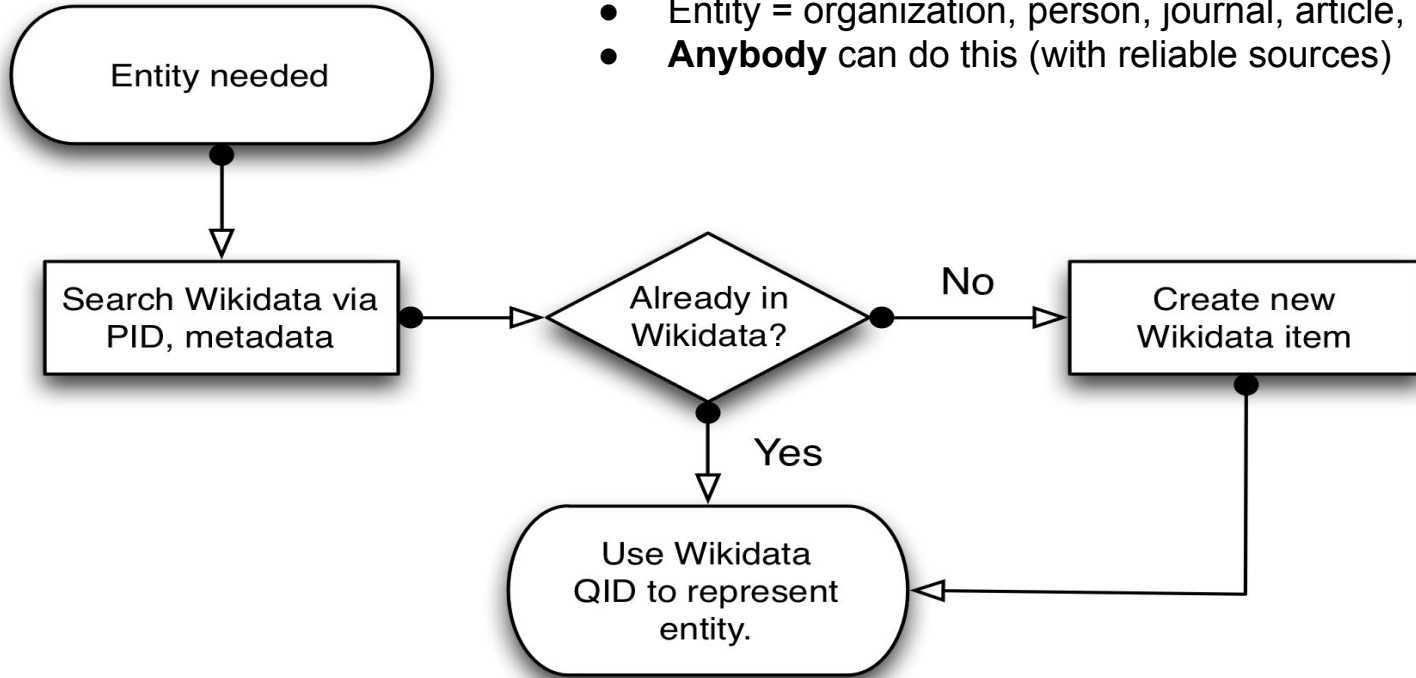 ● Entity = organization, person, journal, article,
● Anybody can do this (with reliable sources)
Entity needed
Search Wikidata via
PID, metadata
Already in
Wikidata?
No
Create new
Wikidata item
Yes
Use Wikidata
QID to represent
entity.